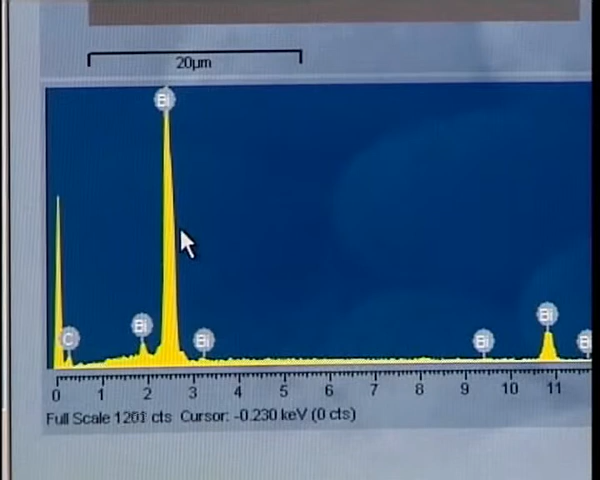 20µm
Bi
C Bi Bi Bi Bi Bi
0 1 2 3 4 5 6 7 8 9 10 11
Full Scale 1201 cts Cursor: -0.230 keV (0 cts)